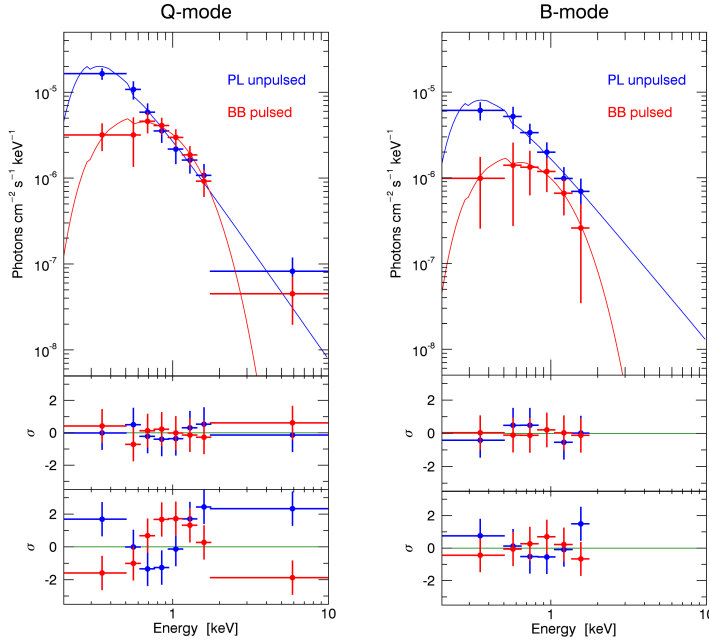 Q-mode
B-mode
PL unpulsed
BB pulsed
Photons cm⁻² s⁻¹ keV⁻¹
10⁻⁵
10⁻⁶
10⁻⁷
10⁻⁸
PL unpulsed
BB pulsed
Photons cm⁻² s⁻¹ keV⁻¹
10⁻⁵
10⁻⁶
10⁻⁷
10⁻⁸
σ
2
0
-2
σ
2
0
-2
σ
2
0
-2
σ
2
0
-2
1
10
Energy [keV]
1
10
Energy [keV]